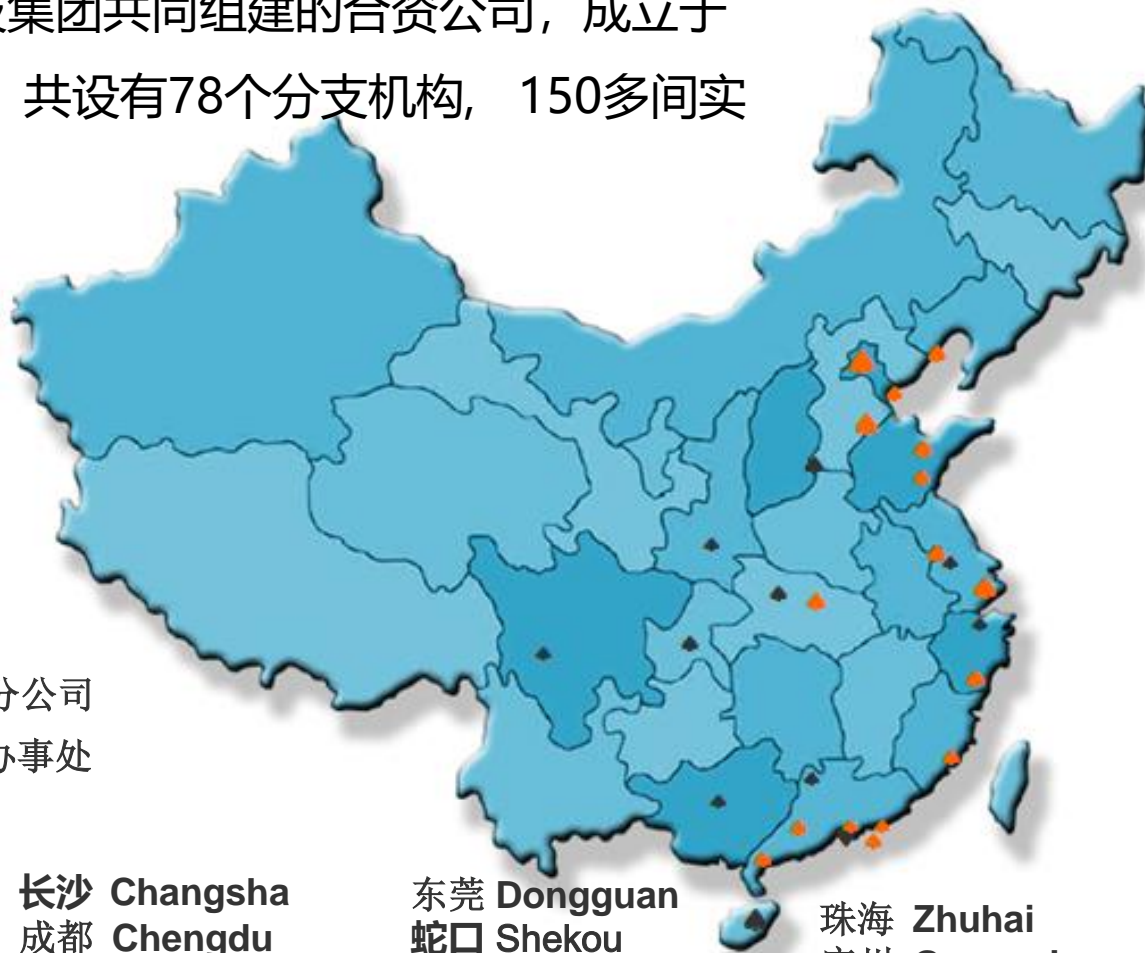 集团共同组建的合资公司，成立于
共设有78个分支机构， 150多间实
分公司
办事处
长沙 Changsha
成都 Chengdu
东莞 Dongguan
蛇口 Shekou
珠海 Zhuhai